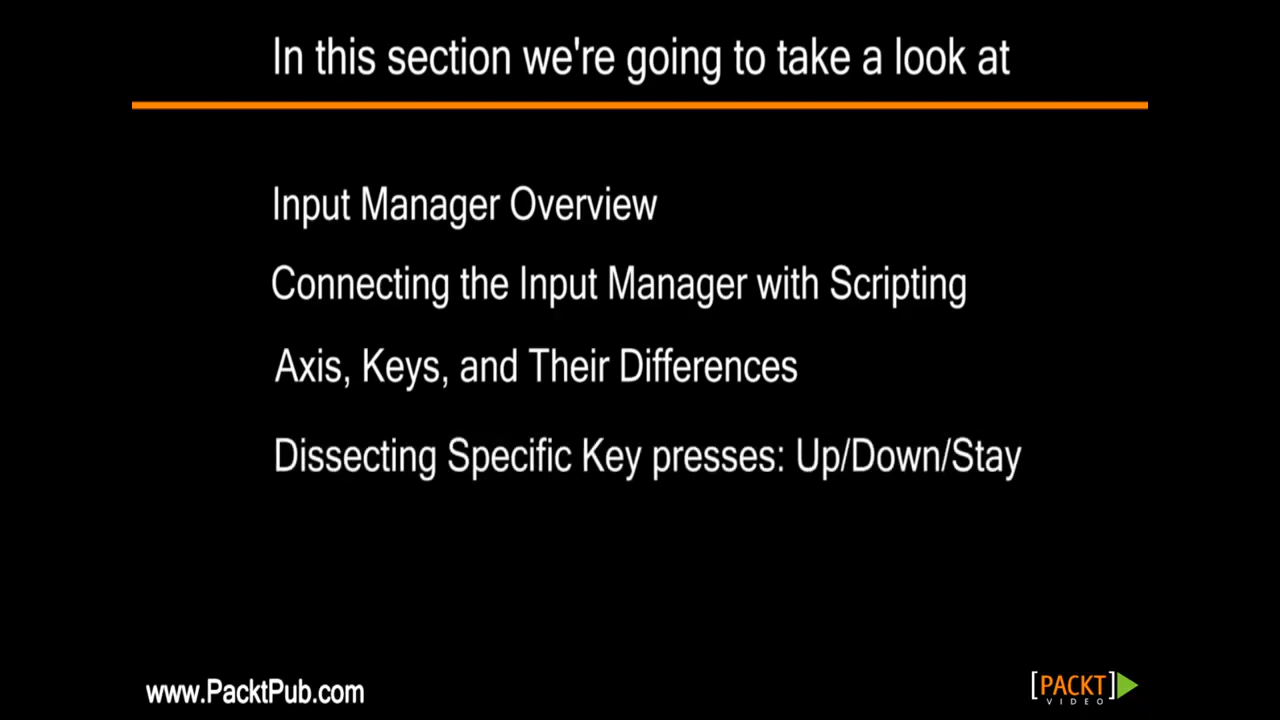 In this section we're going to take a look at
Input Manager Overview
Connecting the Input Manager with Scripting
Axis, Keys, and Their Differences
Dissecting Specific Key presses: Up/Down/Stay
www.PacktPub.com
[PACKT]
VIDEO